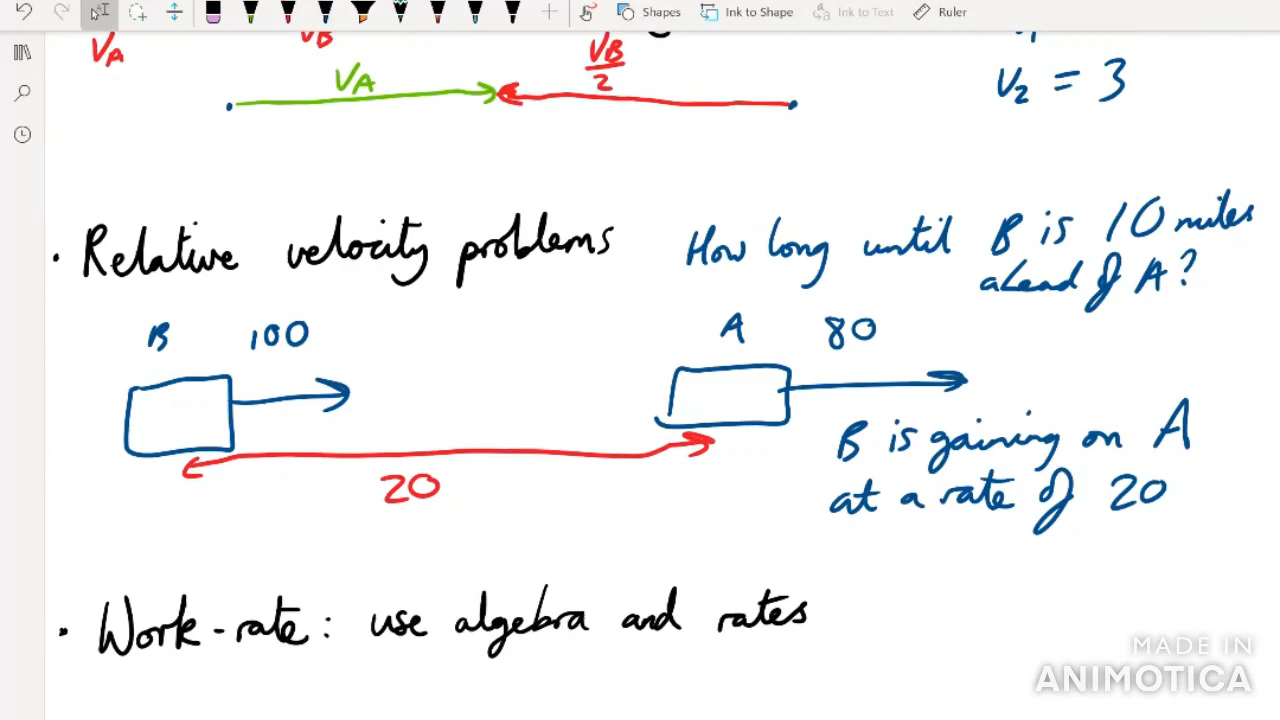 Shapes
Ink to Shape
Ink to Text
Ruler
VA
VB
VA
VB
2
V2 = 3
· Relative velocity problems
How long until B is 10 miles
ahead of A?
B 100
A 80
20
B is gaining on A
at a rate of 20
· Work-rate: use algebra and rates
MADE IN
ANIMOTICA